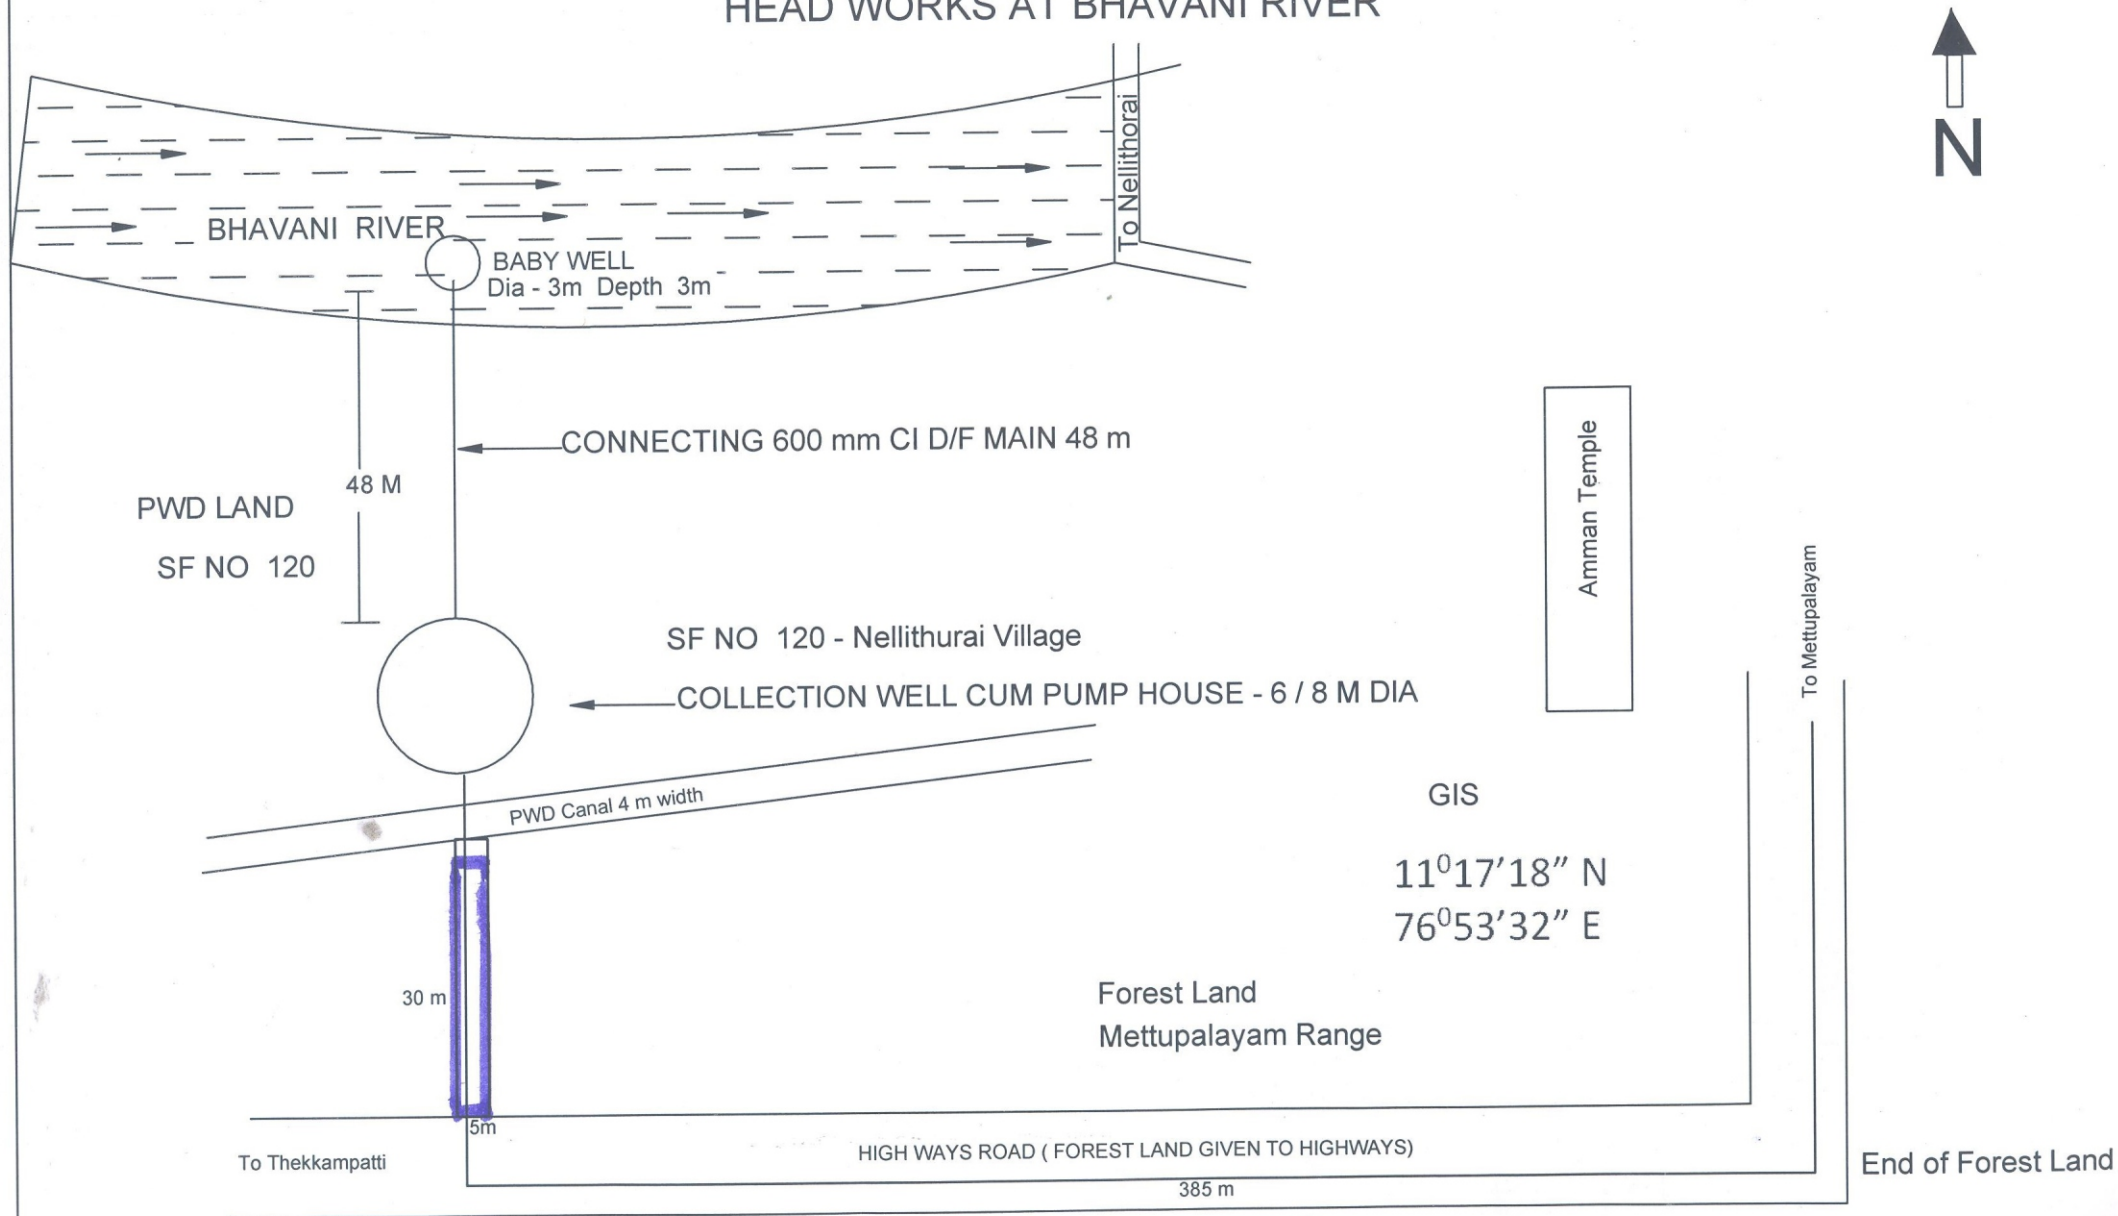 HEAD WORKS AT BHAVANI RIVER
N
To Nellithorai
BHAVANI RIVER
BABY WELL
Dia - 3m Depth 3m
CONNECTING 600 mm CI D/F MAIN 48 m
48 M
PWD LAND
SF NO 120
Amman Temple
To Mettupalayam
SF NO 120 - Nellithurai Village
COLLECTION WELL CUM PUMP HOUSE - 6 / 8 M DIA
PWD Canal 4 m width
GIS
11⁰17’18” N
76⁰53’32” E
30 m
Forest Land
Mettupalayam Range
5m
To Thekkampatti
HIGH WAYS ROAD ( FOREST LAND GIVEN TO HIGHWAYS)
End of Forest Land
385 m